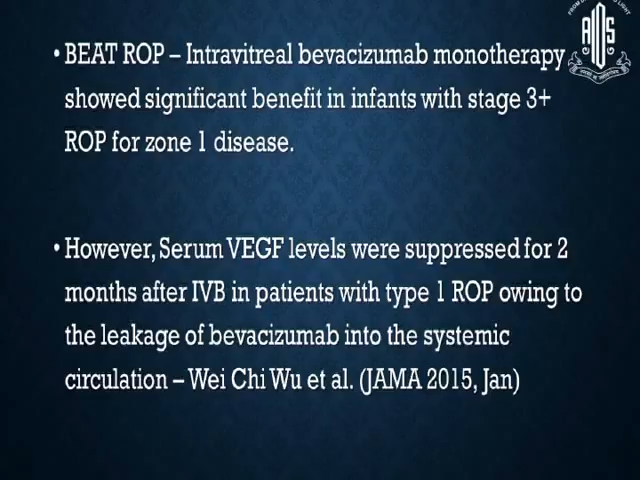 • BEAT ROP – Intravitreal bevacizumab monotherapy
showed significant benefit in infants with stage 3+
ROP for zone 1 disease.
• However, Serum VEGF levels were suppressed for 2
months after IVB in patients with type 1 ROP owing to
the leakage of bevacizumab into the systemic
circulation – Wei Chi Wu et al. (JAMA 2015, Jan)